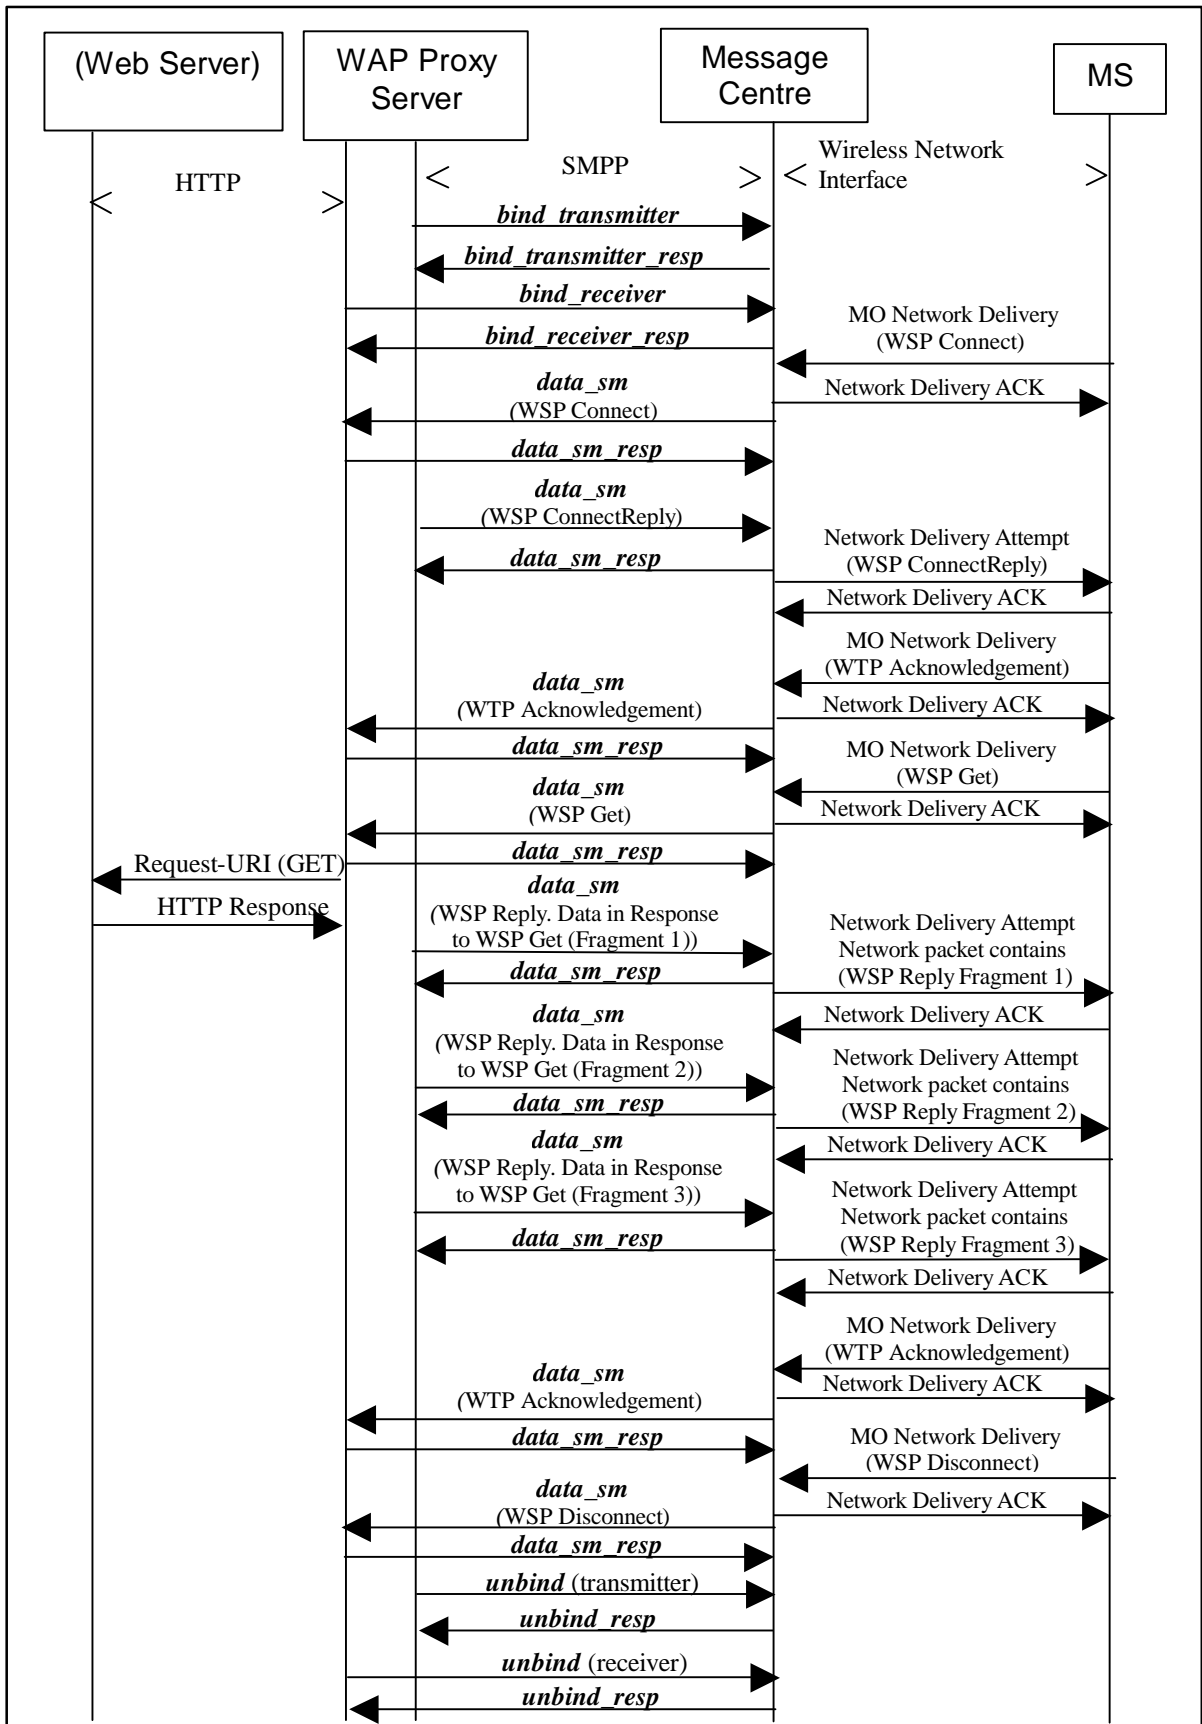 (Web Server)
WAP Proxy
Server
Message
Centre
MS
HTTP
SMPP
Wireless Network
Interface
bind_transmitter
bind_transmitter_resp
bind_receiver
bind_receiver_resp
MO Network Delivery
(WSP Connect)
data_sm
(WSP Connect)
Network Delivery ACK
data_sm_resp
data_sm
(WSP ConnectReply)
data_sm_resp
Network Delivery Attempt
(WSP ConnectReply)
Network Delivery ACK
MO Network Delivery
(WTP Acknowledgement)
data_sm
(WTP Acknowledgement)
Network Delivery ACK
data_sm_resp
MO Network Delivery
(WSP Get)
data_sm
(WSP Get)
Network Delivery ACK
data_sm_resp
Request-URI (GET)
HTTP Response
data_sm
(WSP Reply. Data in Response
to WSP Get (Fragment 1))
data_sm_resp
Network Delivery Attempt
Network packet contains
(WSP Reply Fragment 1)
Network Delivery ACK
data_sm
(WSP Reply. Data in Response
to WSP Get (Fragment 2))
data_sm_resp
Network Delivery Attempt
Network packet contains
(WSP Reply Fragment 2)
Network Delivery ACK
data_sm
(WSP Reply. Data in Response
to WSP Get (Fragment 3))
data_sm_resp
Network Delivery Attempt
Network packet contains
(WSP Reply Fragment 3)
Network Delivery ACK
MO Network Delivery
(WTP Acknowledgement)
data_sm
(WTP Acknowledgement)
Network Delivery ACK
data_sm_resp
MO Network Delivery
(WSP Disconnect)
data_sm
(WSP Disconnect)
Network Delivery ACK
data_sm_resp
unbind (transmitter)
unbind_resp
unbind (receiver)
unbind_resp